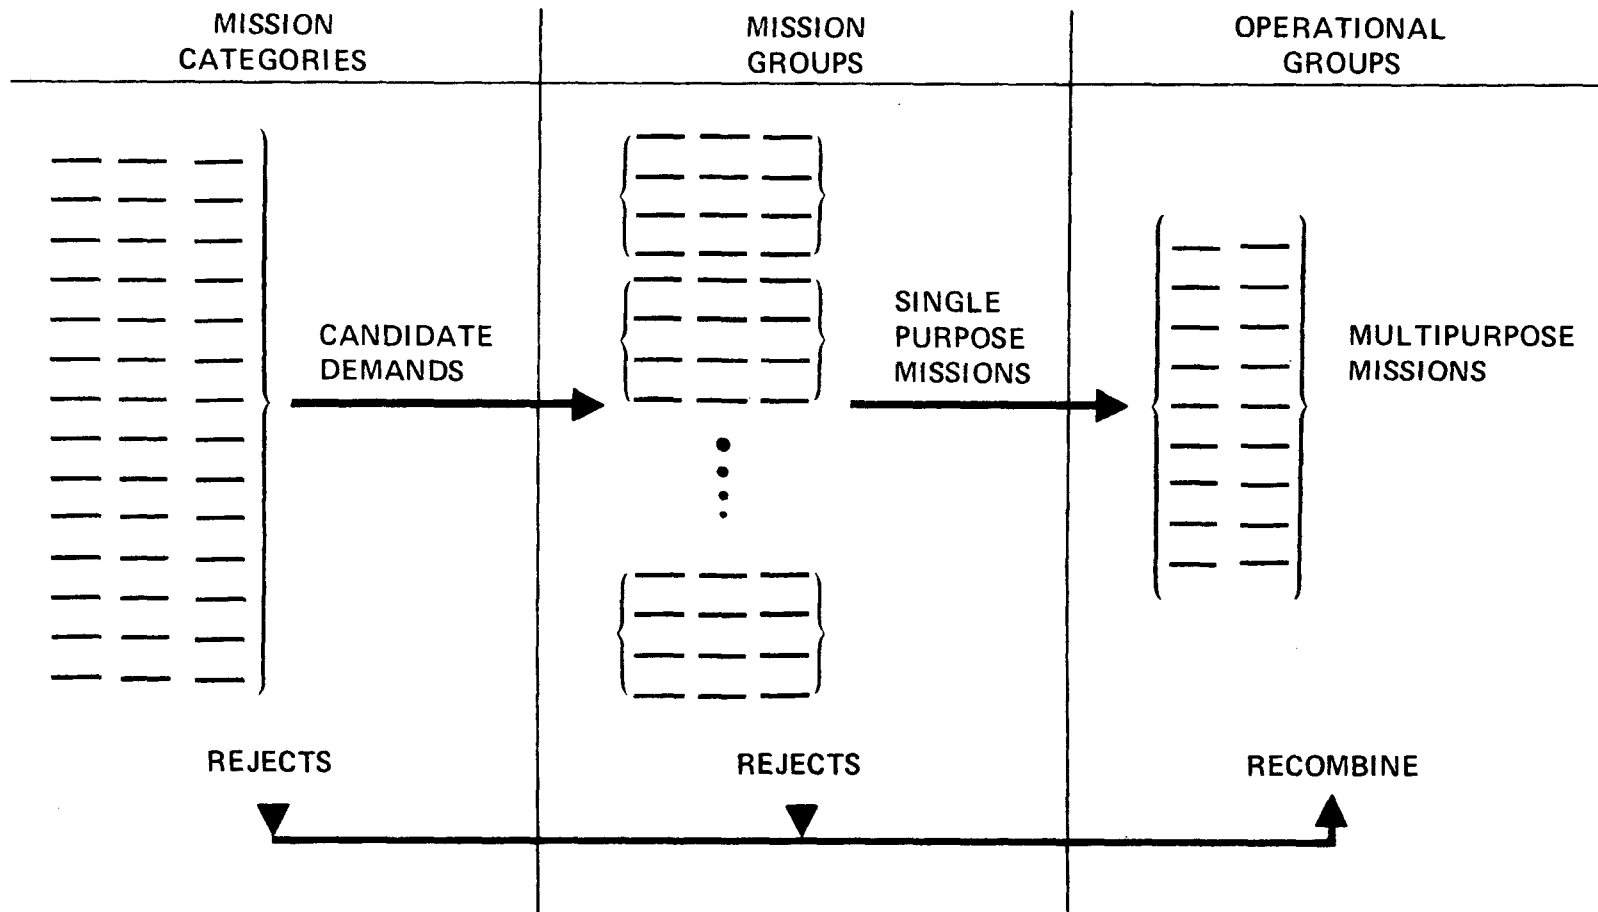 MISSION
CATEGORIES
MISSION
GROUPS
OPERATIONAL
GROUPS
CANDIDATE
DEMANDS
SINGLE
PURPOSE
MISSIONS
MULTIPURPOSE
MISSIONS
REJECTS
REJECTS
RECOMBINE